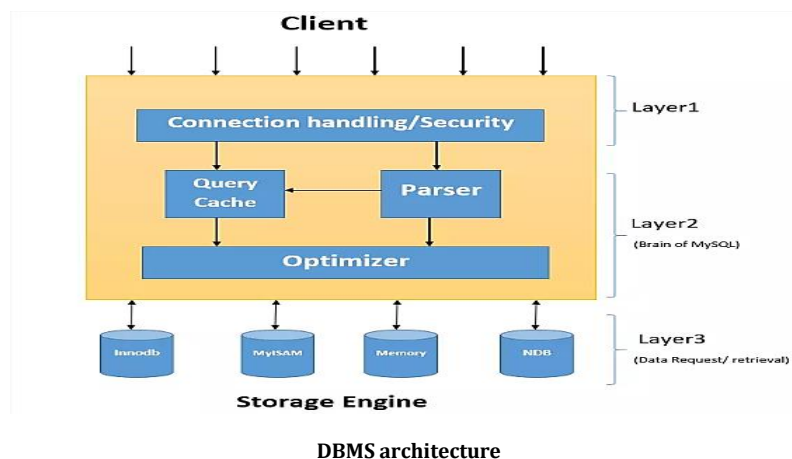 Client
Connection handling/Security
Layer1
Query
Cache
Parser
Layer2
(Brain of MySQL)
Optimizer
Innodb
MyISAM
Memory
NDB
Layer3
(Data Request/ retrieval)
Storage Engine
DBMS architecture